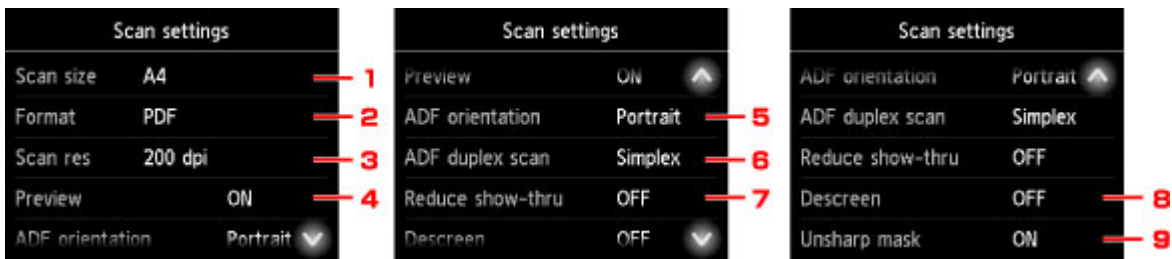 Scan settings
Scan size A4 1
Format PDF 2
Scan res 200 dpi 3
Preview ON 4
ADF orientation Portrait
Scan settings
Preview ON
ADF orientation Portrait 5
ADF duplex scan Simplex 6
Reduce show-thru OFF 7
Descreen OFF
Scan settings
ADF orientation Portrait
ADF duplex scan Simplex
Reduce show-thru OFF
Descreen OFF 8
Unsharp mask ON 9